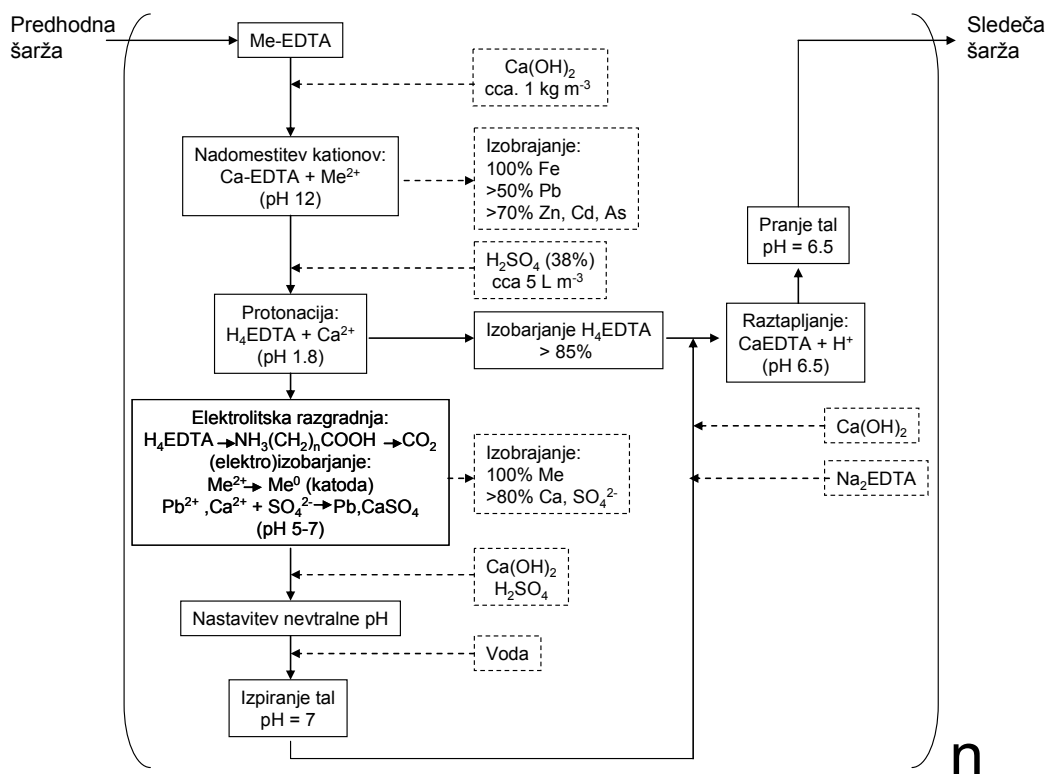 Predhodna
šarža
Sledeča
šarža
Me-EDTA
Ca(OH)₂
cca. 1 kg m⁻³
Nadomestitev kationov:
Ca-EDTA + Me²⁺
(pH 12)
Izobrajanje:
100% Fe
>50% Pb
>70% Zn, Cd, As
H₂SO₄ (38%)
cca 5 L m⁻³
Pranje tal
pH = 6.5
Protonacija:
H₄EDTA + Ca²⁺
(pH 1.8)
Izobarjanje H₄EDTA
> 85%
Raztapljanje:
CaEDTA + H⁺
(pH 6.5)
Elektrolitska razgradnja:
H₄EDTA→NH₃(CH₂)ₙCOOH →CO₂
(elektro)izobarjanje:
Me²⁺→ Me⁰ (katoda)
Pb²⁺ ,Ca²⁺ + SO₄²⁻→Pb,CaSO₄
(pH 5-7)
Izobrajanje:
100% Me
>80% Ca, SO₄²⁻
Ca(OH)₂
Na₂EDTA
Ca(OH)₂
H₂SO₄
Nastavitev nevtralne pH
Voda
Izpiranje tal
pH = 7
n